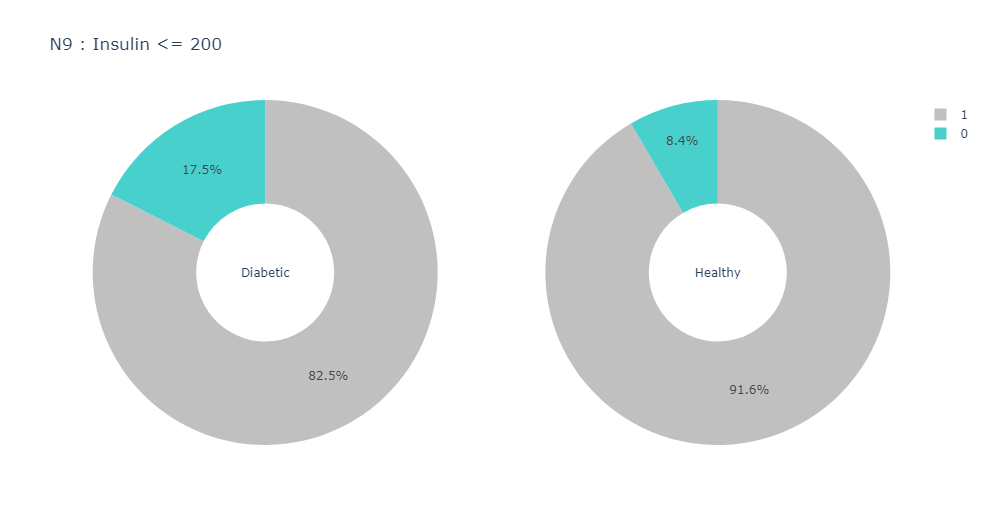 N9 : Insulin <= 200
17.5%
82.5%
Diabetic
8.4%
91.6%
Healthy
1
0